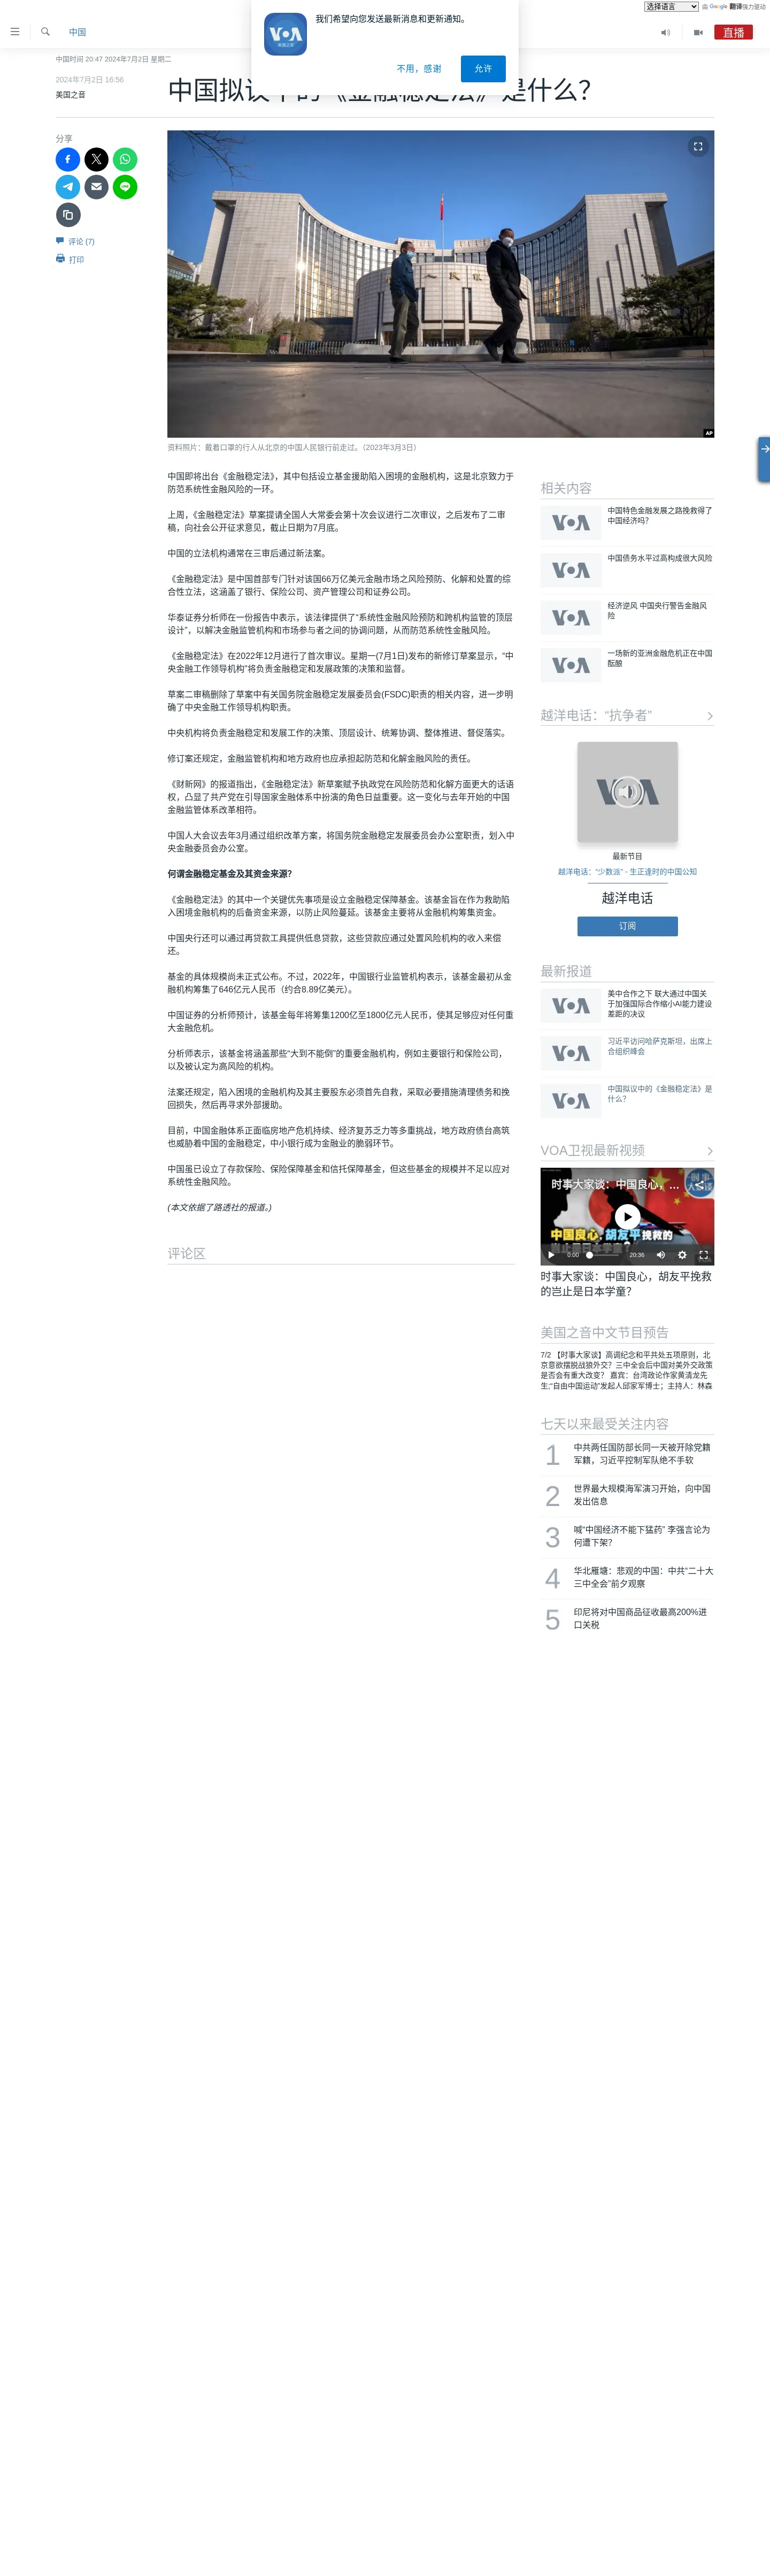 选择语言
由 Google 翻译强力驱动
中国
直播
VOA
美国之音
我们希望向您发送最新消息和更新通知。
不用，感谢
允许
中国时间 20:47 2024年7月2日 星期二
2024年7月2日 16:56
美国之音
中国拟议中的《金融稳定法》是什么？
分享
评论 (7)
打印
AP
资料照片：戴着口罩的行人从北京的中国人民银行前走过。（2023年3月3日）
中国即将出台《金融稳定法》，其中包括设立基金援助陷入困境的金融机构，这是北京致力于
防范系统性金融风险的一环。
上周，《金融稳定法》草案提请全国人大常委会第十次会议进行二次审议，之后发布了二审
稿，向社会公开征求意见，截止日期为7月底。
中国的立法机构通常在三审后通过新法案。
《金融稳定法》是中国首部专门针对该国66万亿美元金融市场之风险预防、化解和处置的综
合性立法，这涵盖了银行、保险公司、资产管理公司和证券公司。
华泰证券分析师在一份报告中表示，该法律提供了“系统性金融风险预防和跨机构监管的顶层
设计”，以解决金融监管机构和市场参与者之间的协调问题，从而防范系统性金融风险。
《金融稳定法》在2022年12月进行了首次审议。星期一(7月1日)发布的新修订草案显示，“中
央金融工作领导机构”将负责金融稳定和发展政策的决策和监督。
草案二审稿删除了草案中有关国务院金融稳定发展委员会(FSDC)职责的相关内容，进一步明
确了中央金融工作领导机构职责。
中央机构将负责金融稳定和发展工作的决策、顶层设计、统筹协调、整体推进、督促落实。
修订案还规定，金融监管机构和地方政府也应承担起防范和化解金融风险的责任。
《财新网》的报道指出，《金融稳定法》新草案赋予执政党在风险防范和化解方面更大的话语
权，凸显了共产党在引导国家金融体系中扮演的角色日益重要。这一变化与去年开始的中国
金融监管体系改革相符。
中国人大会议去年3月通过组织改革方案，将国务院金融稳定发展委员会办公室职责，划入中
央金融委员会办公室。
何谓金融稳定基金及其资金来源？
《金融稳定法》的其中一个关键优先事项是设立金融稳定保障基金。该基金旨在作为救助陷
入困境金融机构的后备资金来源，以防止风险蔓延。该基金主要将从金融机构筹集资金。
中国央行还可以通过再贷款工具提供低息贷款，这些贷款应通过处置风险机构的收入来偿
还。
基金的具体规模尚未正式公布。不过，2022年，中国银行业监管机构表示，该基金最初从金
融机构筹集了646亿元人民币（约合8.89亿美元）。
中国证券的分析师预计，该基金每年将筹集1200亿至1800亿元人民币，使其足够应对任何重
大金融危机。
分析师表示，该基金将涵盖那些“大到不能倒”的重要金融机构，例如主要银行和保险公司，
以及被认定为高风险的机构。
法案还规定，陷入困境的金融机构及其主要股东必须首先自救，采取必要措施清理债务和挽
回损失，然后再寻求外部援助。
目前，中国金融体系正面临房地产危机持续、经济复苏乏力等多重挑战，地方政府债台高筑
也威胁着中国的金融稳定，中小银行成为金融业的脆弱环节。
中国虽已设立了存款保险、保险保障基金和信托保障基金，但这些基金的规模并不足以应对
系统性金融风险。
(本文依据了路透社的报道。)
评论区
相关内容
VOA
中国特色金融发展之路挽救得了
中国经济吗？
VOA
中国债务水平过高构成很大风险
VOA
经济逆风 中国央行警告金融风
险
VOA
一场新的亚洲金融危机正在中国
酝酿
越洋电话：“抗争者”
VOA
最新节目
越洋电话：“少数派” - 生正逢时的中国公知
越洋电话
订阅
最新报道
VOA
美中合作之下 联大通过中国关
于加强国际合作缩小AI能力建设
差距的决议
VOA
习近平访问哈萨克斯坦，出席上
合组织峰会
VOA
中国拟议中的《金融稳定法》是
什么？
VOA卫视最新视频
时事大家谈：中国良心，...
时事
人谈
中国良心，胡友平挽救的
岂止是日本学童？
0:00
20:36
时事大家谈：中国良心，胡友平挽救
的岂止是日本学童？
美国之音中文节目预告
7/2 【时事大家谈】高调纪念和平共处五项原则，北
京意欲摆脱战狼外交？三中全会后中国对美外交政策
是否会有重大改变？ 嘉宾：台湾政论作家黄清龙先
生;“自由中国运动”发起人邱家军博士；主持人：林森
七天以来最受关注内容
1
中共两任国防部长同一天被开除党籍
军籍，习近平控制军队绝不手软
2
世界最大规模海军演习开始，向中国
发出信息
3
喊“中国经济不能下猛药” 李强言论为
何遭下架？
4
华北雁塘：悲观的中国：中共“二十大
三中全会”前夕观察
5
印尼将对中国商品征收最高200%进
口关税